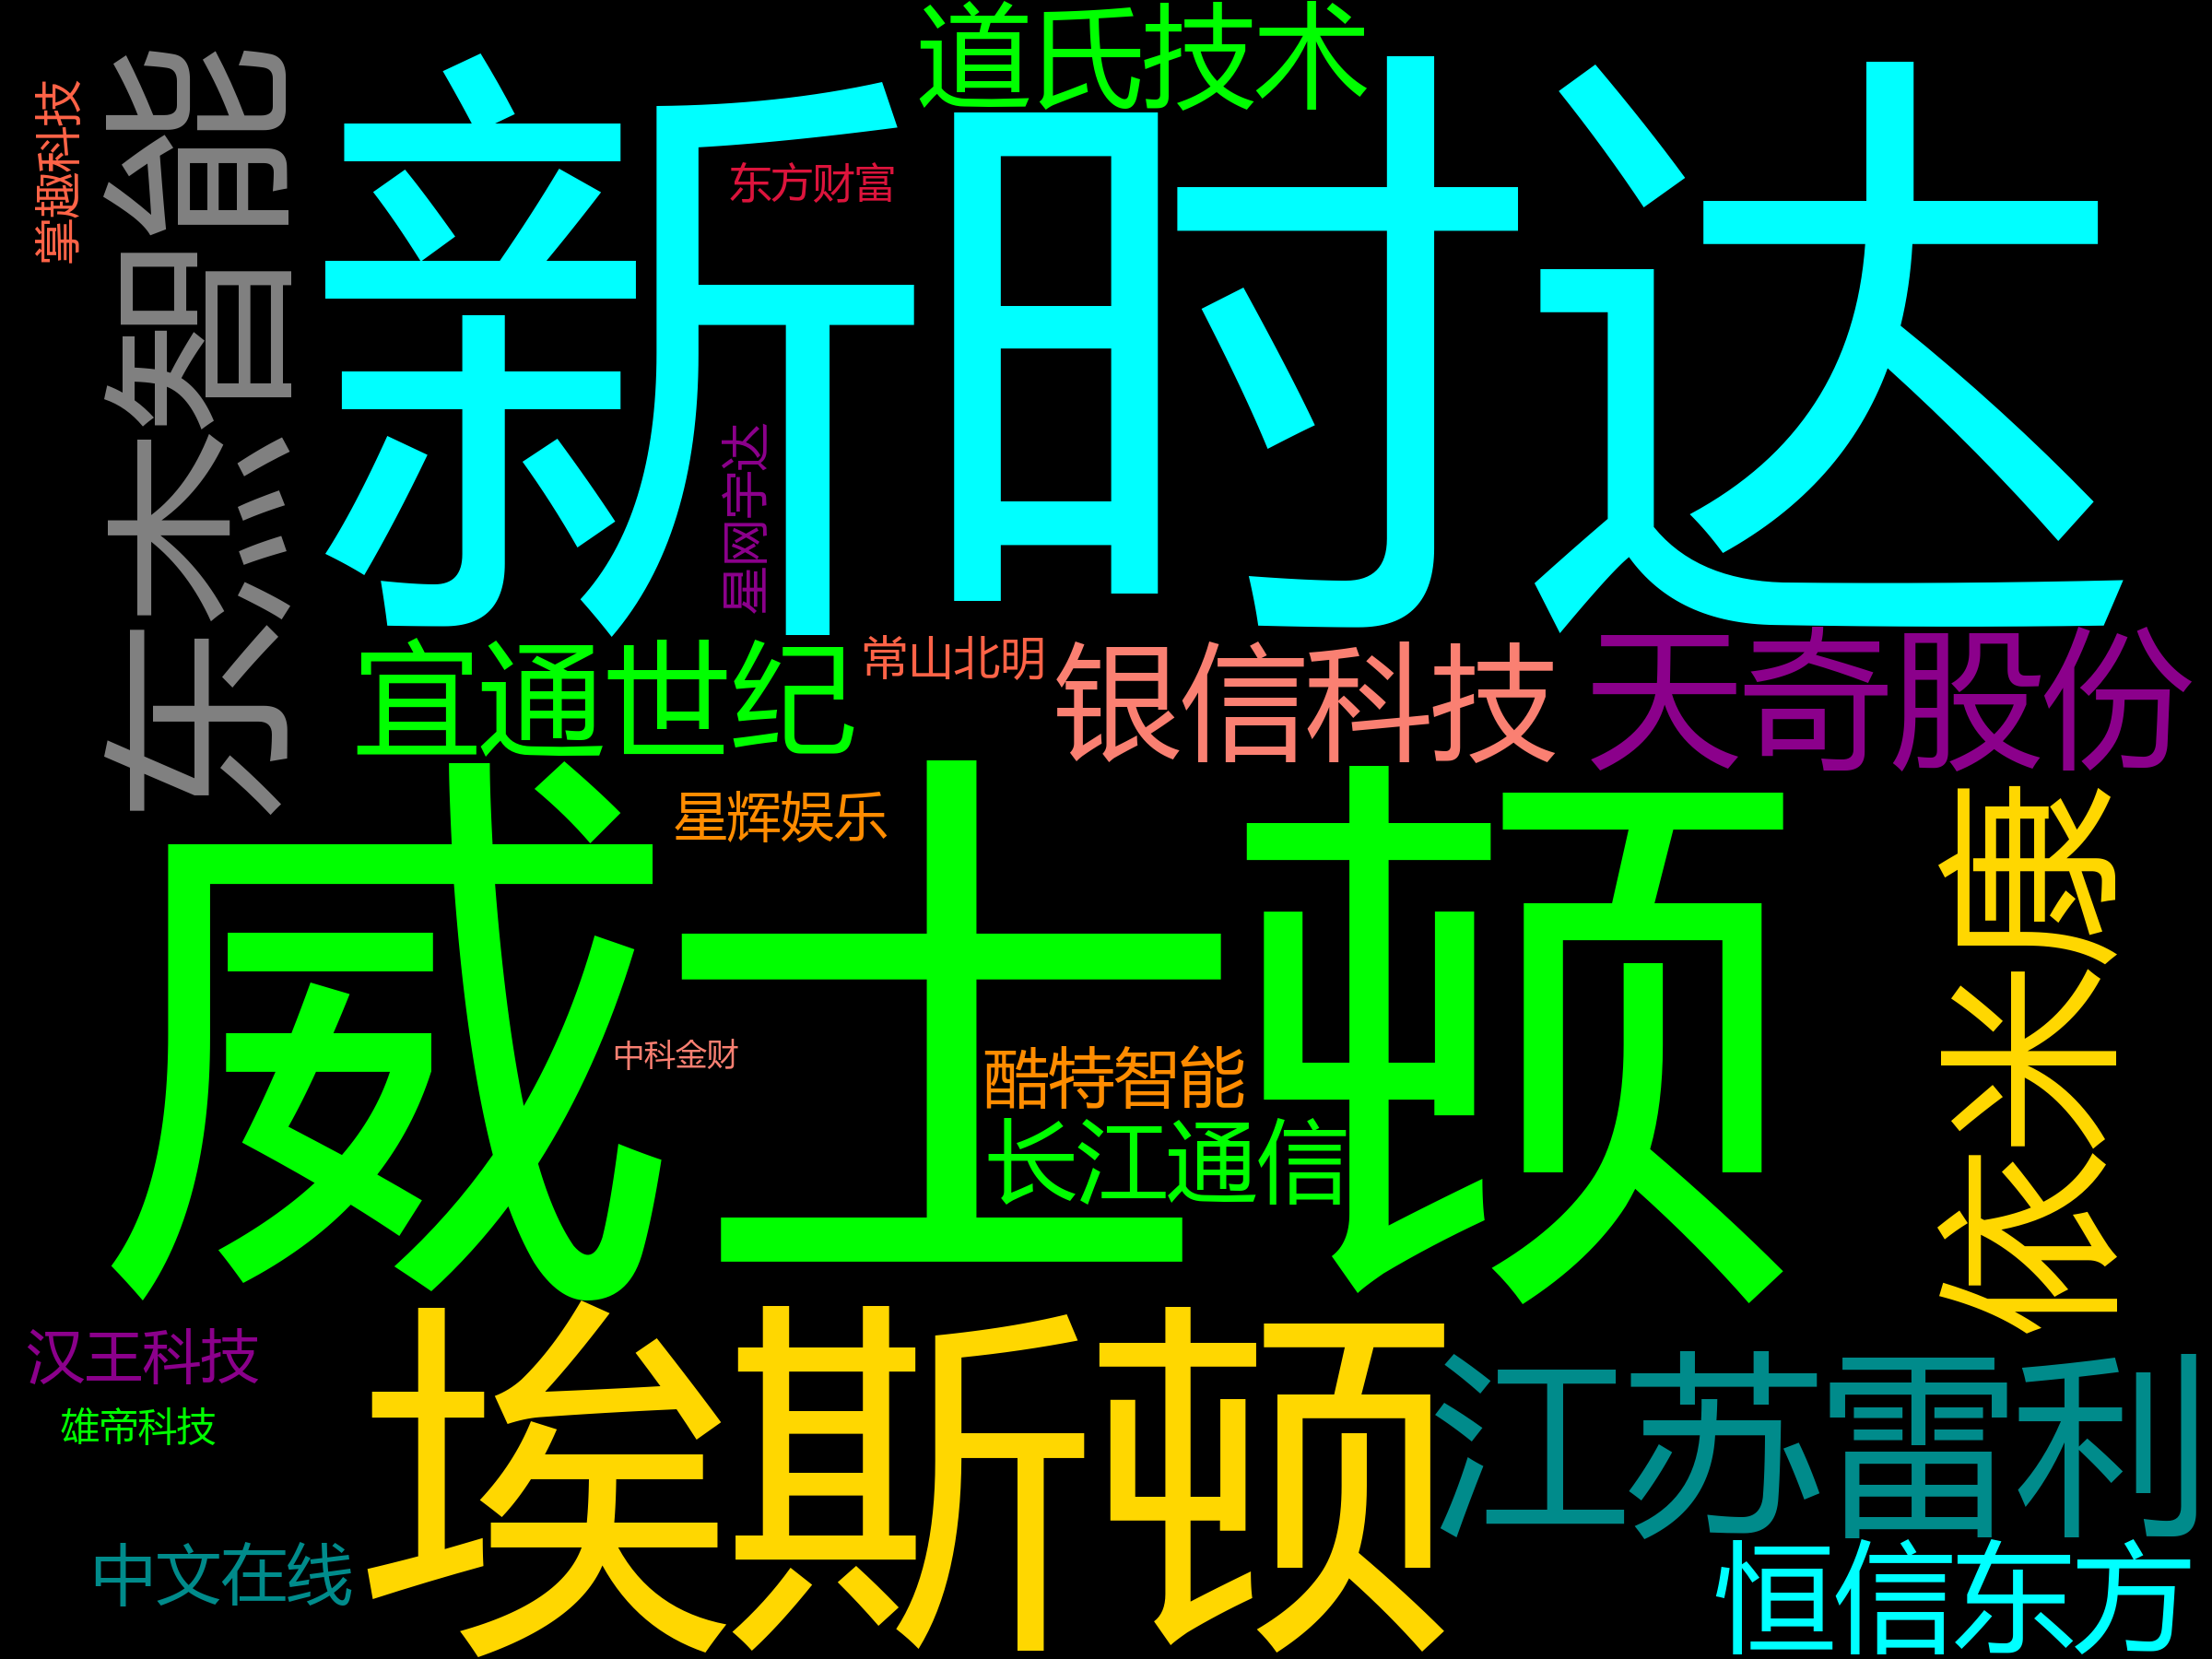 道氏技术
掌趣科技
东杰智能
新时达
东方财富
星网宇达
宜通世纪
常山北明
银信科技
天奇股份
星辉娱乐
威士顿
依米康
中科金财
酷特智能
长江通信
汉王科技
雄帝科技
埃斯顿
江苏雷利
中文在线
恒信东方